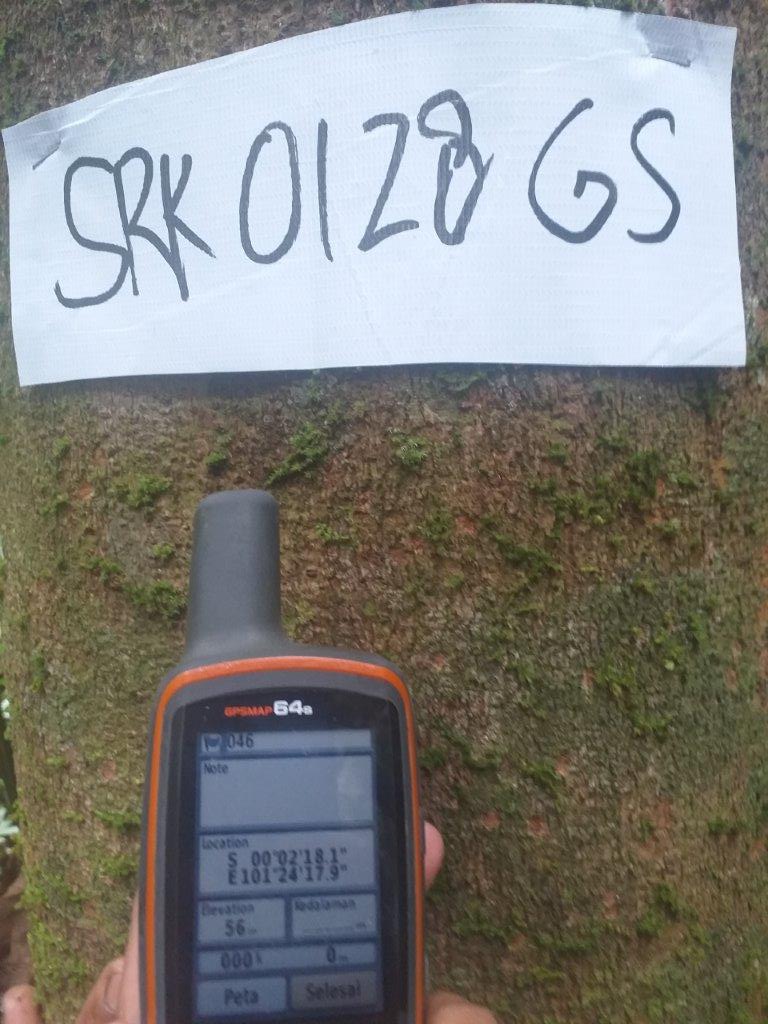 SRK 0128 GS
GPSMAP 64s
046
Note
Location
S 00°02'18.1"
E101°24'17.9"
Elevation Kedalaman
56 m
0m
Peta Selesai